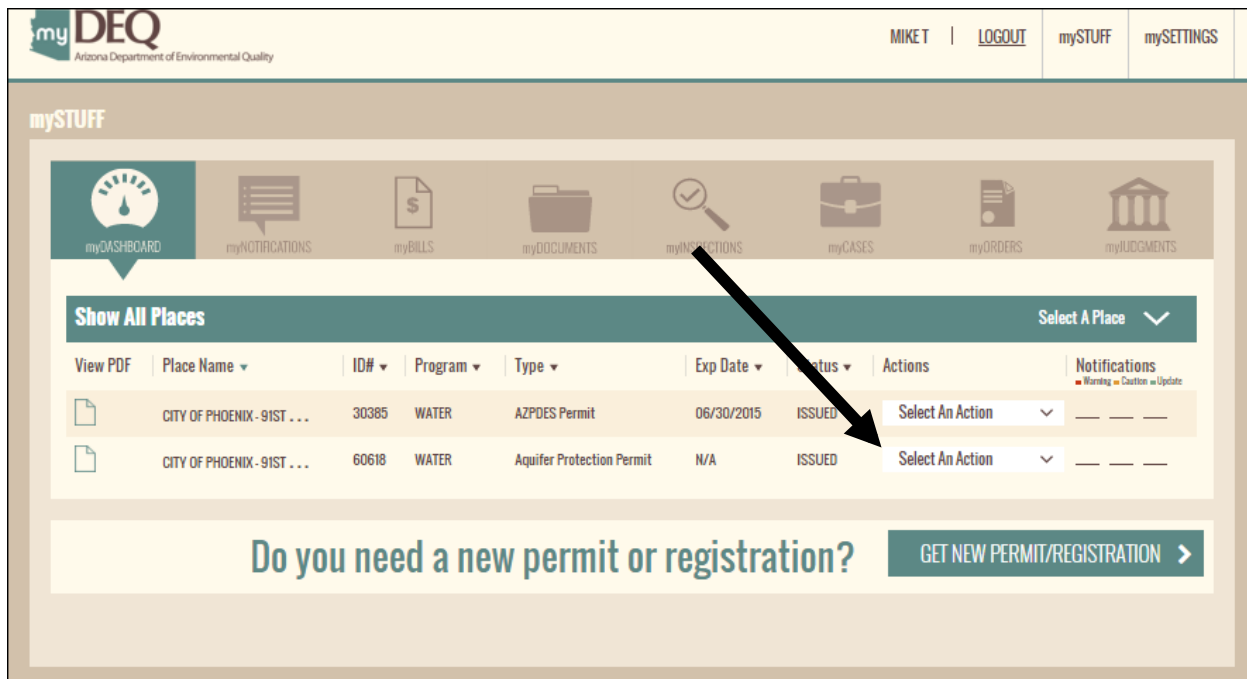 my DEQ
Arizona Department of Environmental Quality
MIKE T | LOGOUT mySTUFF mySETTINGS
mySTUFF
myDASHBOARD myNOTIFICATIONS myBILLS myDOCUMENTS myINSPECTIONS myCASES myORDERS myJUDGMENTS
Show All Places Select A Place
View PDF Place Name ID# Program Type Exp Date Status Actions Notifications
Warning Caution Update
CITY OF PHOENIX - 91ST . . . 30385 WATER AZPDES Permit 06/30/2015 ISSUED Select An Action
CITY OF PHOENIX - 91ST . . . 60618 WATER Aquifer Protection Permit N/A ISSUED Select An Action
Do you need a new permit or registration? GET NEW PERMIT/REGISTRATION